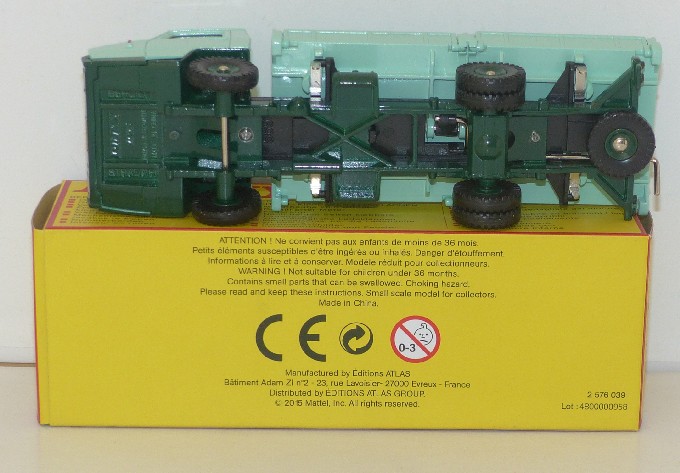 ATTENTION ! Ne convient pas aux enfants de moins de 36 mois.
Petits éléments susceptibles d'être ingérés ou inhalés. Danger d'étouffement.
Informations à lire et à conserver. Modèle réduit pour collectionneurs.
WARNING ! Not suitable for children under 36 months.
Contains small parts that can be swallowed. Choking hazard.
Please read and keep these instructions. Small scale model for collectors.
Made in China.
CE
0-3
Manufactured by Editions ATLAS
Bâtiment Adam ZI n°2 - 23, rue Lavoisier- 27000 Evreux - France
Distributed by ÉDITIONS ATLAS GROUP.
© 2015 Mattel, Inc. All rights reserved.
2 576 039
Lot :